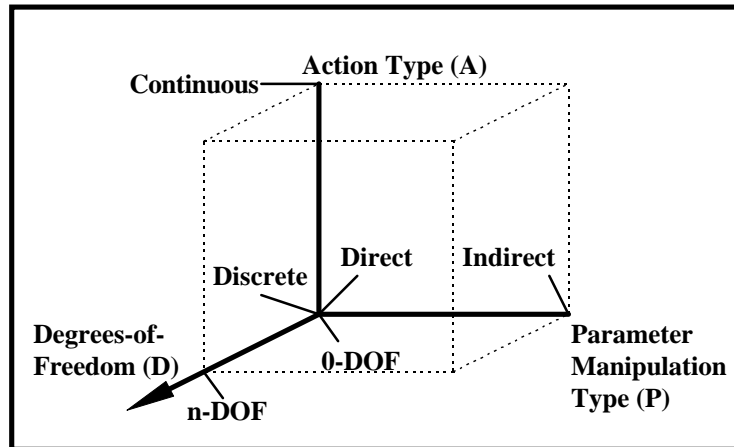 Action Type (A)
Continuous
Direct
Indirect
Discrete
Degrees-of-
Freedom (D)
0-DOF
Parameter
Manipulation
Type (P)
n-DOF